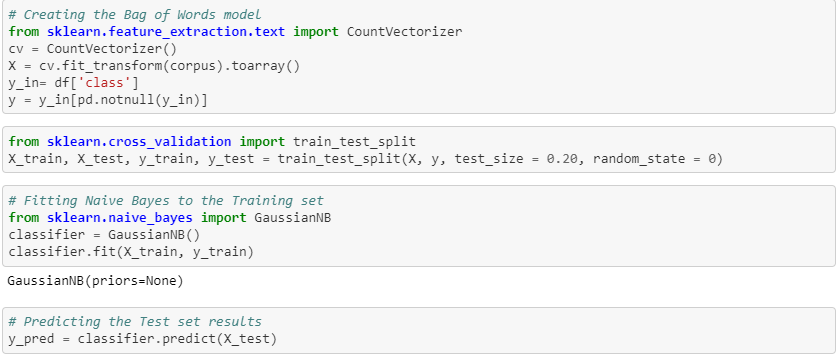 # Creating the Bag of Words model
from sklearn.feature_extraction.text import CountVectorizer
cv = CountVectorizer()
X = cv.fit_transform(corpus).toarray()
y_in= df['class']
y = y_in[pd.notnull(y_in)]
from sklearn.cross_validation import train_test_split
X_train, X_test, y_train, y_test = train_test_split(X, y, test_size = 0.20, random_state = 0)
# Fitting Naive Bayes to the Training set
from sklearn.naive_bayes import GaussianNB
classifier = GaussianNB()
classifier.fit(X_train, y_train)
GaussianNB(priors=None)
# Predicting the Test set results
y_pred = classifier.predict(X_test)